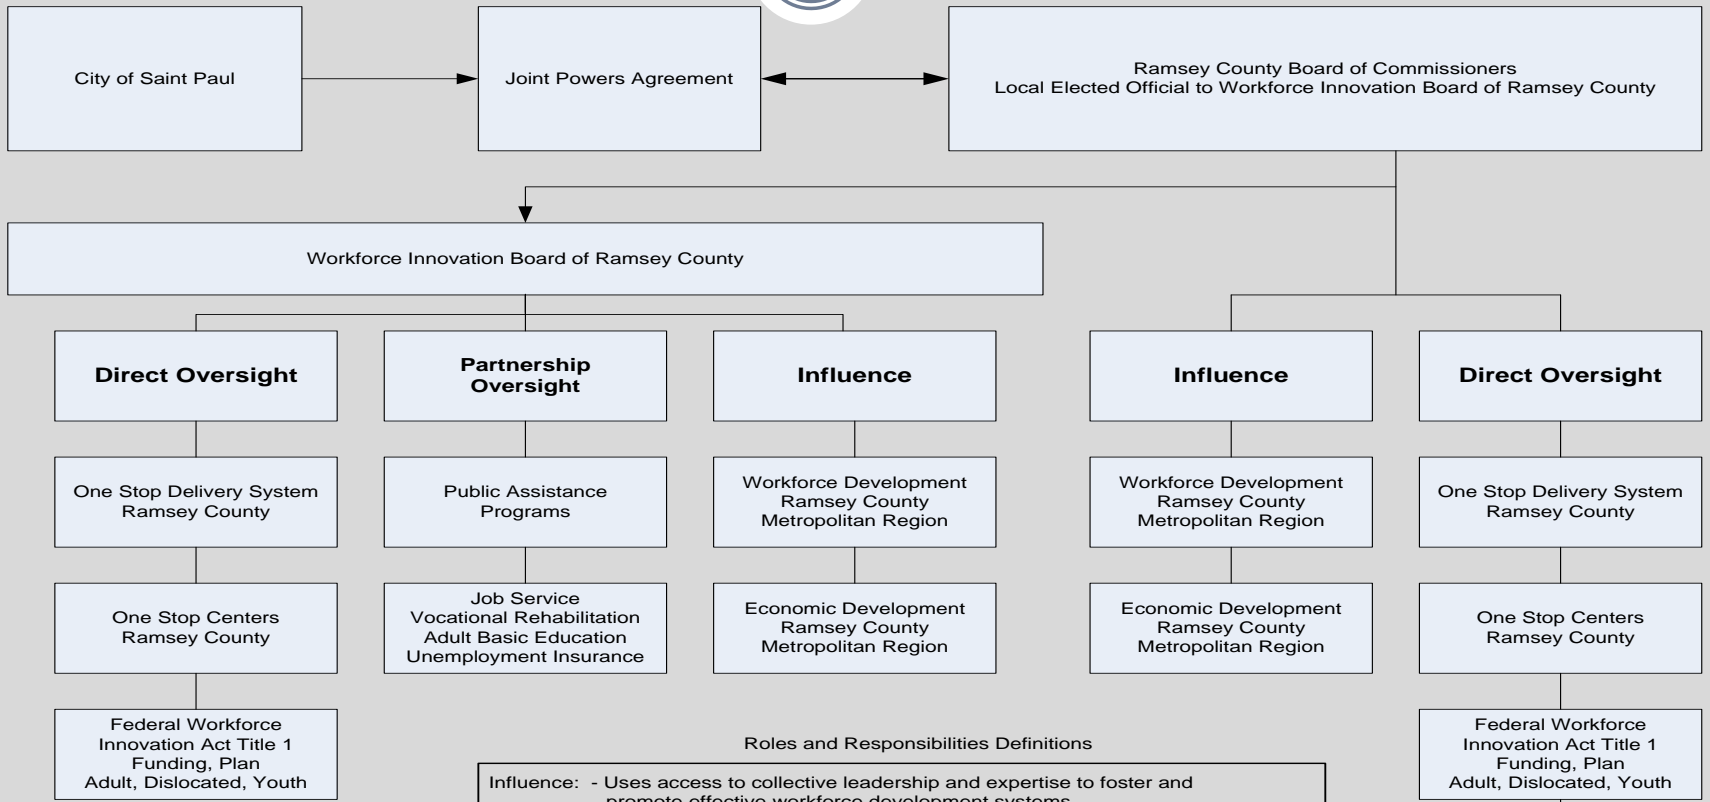 City of Saint Paul
Joint Powers Agreement
Ramsey County Board of Commissioners
Local Elected Official to Workforce Innovation Board of Ramsey County
Workforce Innovation Board of Ramsey County
Direct Oversight
Partnership
Oversight
Influence
Influence
Direct Oversight
One Stop Delivery System
Ramsey County
Public Assistance
Programs
Workforce Development
Ramsey County
Metropolitan Region
Workforce Development
Ramsey County
Metropolitan Region
One Stop Delivery System
Ramsey County
One Stop Centers
Ramsey County
Job Service
Vocational Rehabilitation
Adult Basic Education
Unemployment Insurance
Economic Development
Ramsey County
Metropolitan Region
Economic Development
Ramsey County
Metropolitan Region
One Stop Centers
Ramsey County
Federal Workforce
Innovation Act Title 1
Funding, Plan
Adult, Dislocated, Youth
Federal Workforce
Innovation Act Title 1
Funding, Plan
Adult, Dislocated, Youth
Roles and Responsibilities Definitions
Influence: - Uses access to collective leadership and expertise to foster and
promote effective workforce development systems